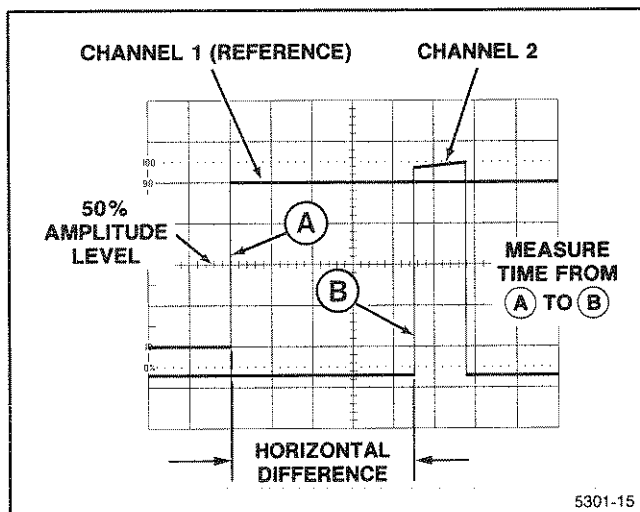 CHANNEL 1 (REFERENCE)
CHANNEL 2
100
90
50%
AMPLITUDE
LEVEL
A
B
MEASURE
TIME FROM
A TO B
10
0%
HORIZONTAL
DIFFERENCE
5301-15